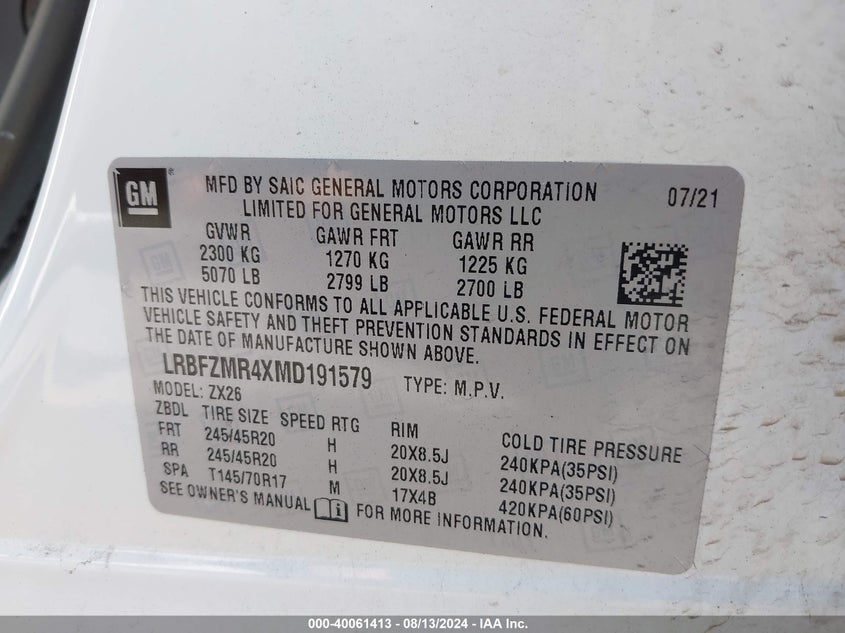 GM
MFD BY SAIC GENERAL MOTORS CORPORATION 07/21
LIMITED FOR GENERAL MOTORS LLC
GVWR GAWR FRT GAWR RR
2300 KG 1270 KG 1225 KG
5070 LB 2799 LB 2700 LB
THIS VEHICLE CONFORMS TO ALL APPLICABLE U.S. FEDERAL MOTOR
VEHICLE SAFETY AND THEFT PREVENTION STANDARDS IN EFFECT ON
THE DATE OF MANUFACTURE SHOWN ABOVE.
LRBFZMR4XMD191579 TYPE: M.P.V.
MODEL: ZX26
ZBDL TIRE SIZE SPEED RTG RIM COLD TIRE PRESSURE
FRT 245/45R20 H 20X8.5J 240KPA(35PSI)
RR 245/45R20 H 20X8.5J 240KPA(35PSI)
SPA T145/70R17 M 17X4B 420KPA(60PSI)
SEE OWNER'S MANUAL i FOR MORE INFORMATION.
000-40061413 - 08/13/2024 - IAA Inc.